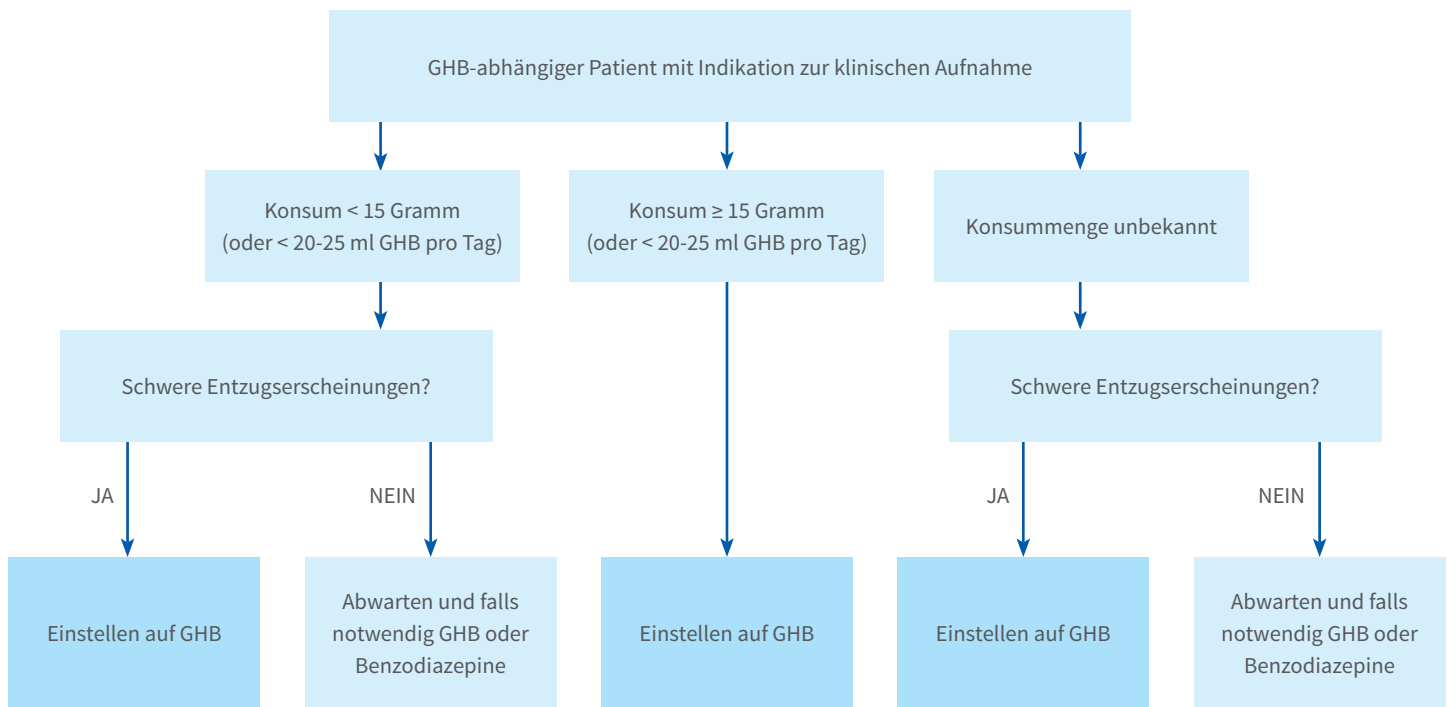 GHB-abhängiger Patient mit Indikation zur klinischen Aufnahme
Konsum < 15 Gramm
(oder < 20-25 ml GHB pro Tag)
Konsum ≥ 15 Gramm
(oder < 20-25 ml GHB pro Tag)
Konsummenge unbekannt
Schwere Entzugserscheinungen?
Schwere Entzugserscheinungen?
JA
NEIN
JA
NEIN
Einstellen auf GHB
Abwarten und falls
notwendig GHB oder
Benzodiazepine
Einstellen auf GHB
Einstellen auf GHB
Abwarten und falls
notwendig GHB oder
Benzodiazepine